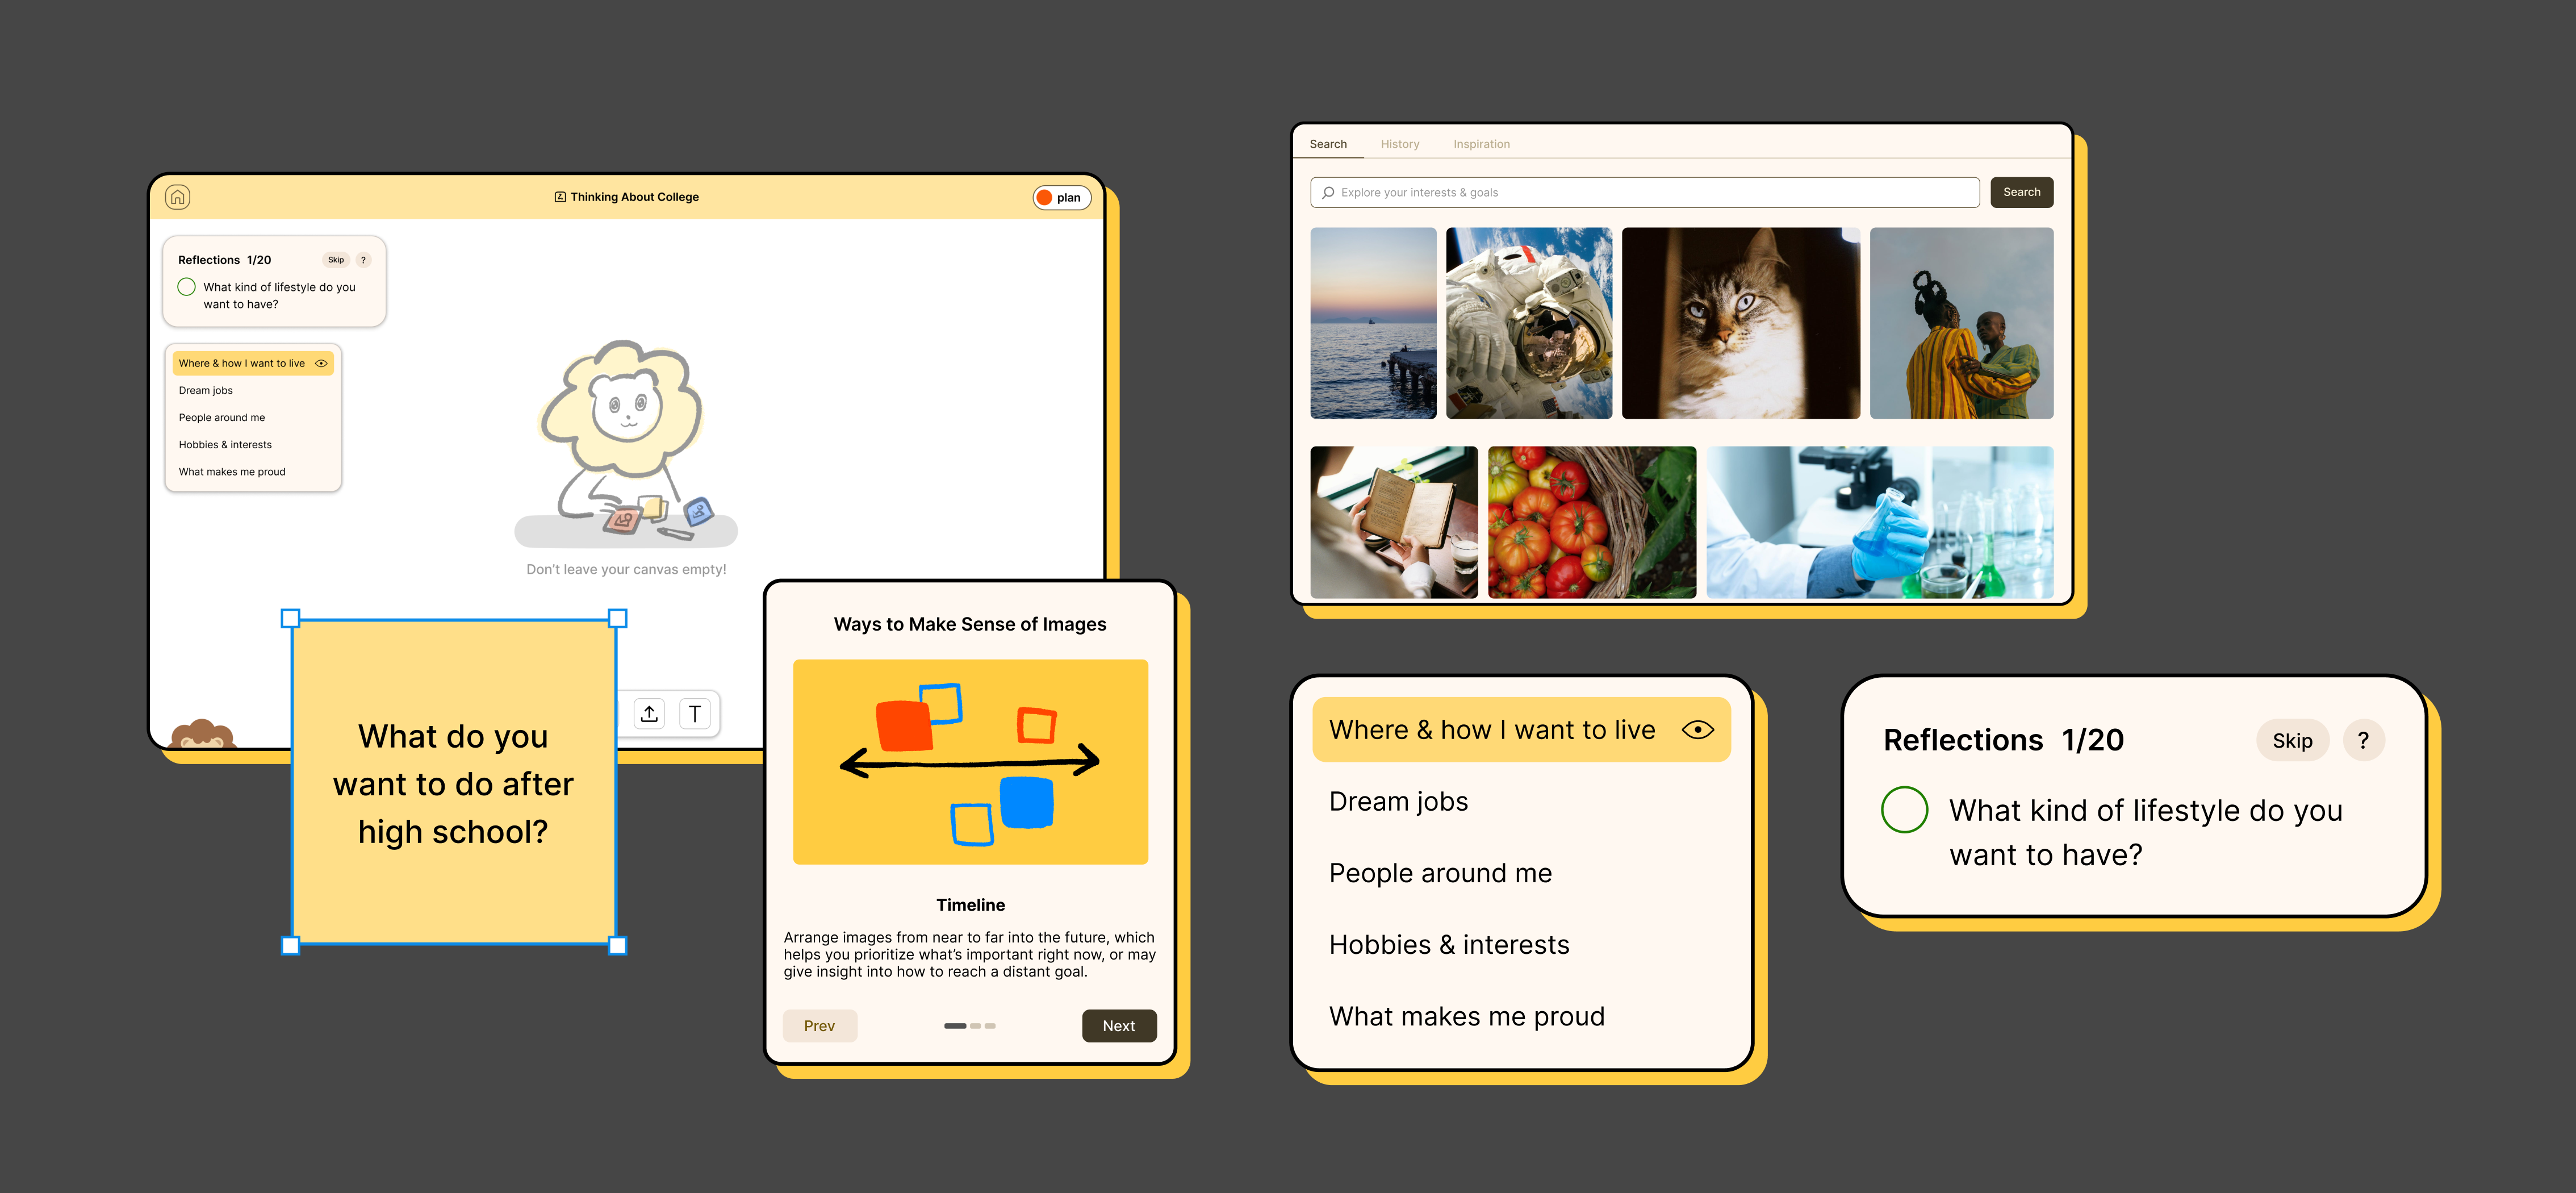 Thinking About College
plan
Reflections 1/20
Skip
?
What kind of lifestyle do you
want to have?
Where & how I want to live
Dream jobs
People around me
Hobbies & interests
What makes me proud
Don't leave your canvas empty!
T
What do you
want to do after
high school?
Ways to Make Sense of Images
Timeline
Arrange images from near to far into the future, which
helps you prioritize what's important right now, or may
give insight into how to reach a distant goal.
Prev
Next
Search
History
Inspiration
Explore your interests & goals
Search
Where & how I want to live
Dream jobs
People around me
Hobbies & interests
What makes me proud
Reflections 1/20
Skip
?
What kind of lifestyle do you
want to have?